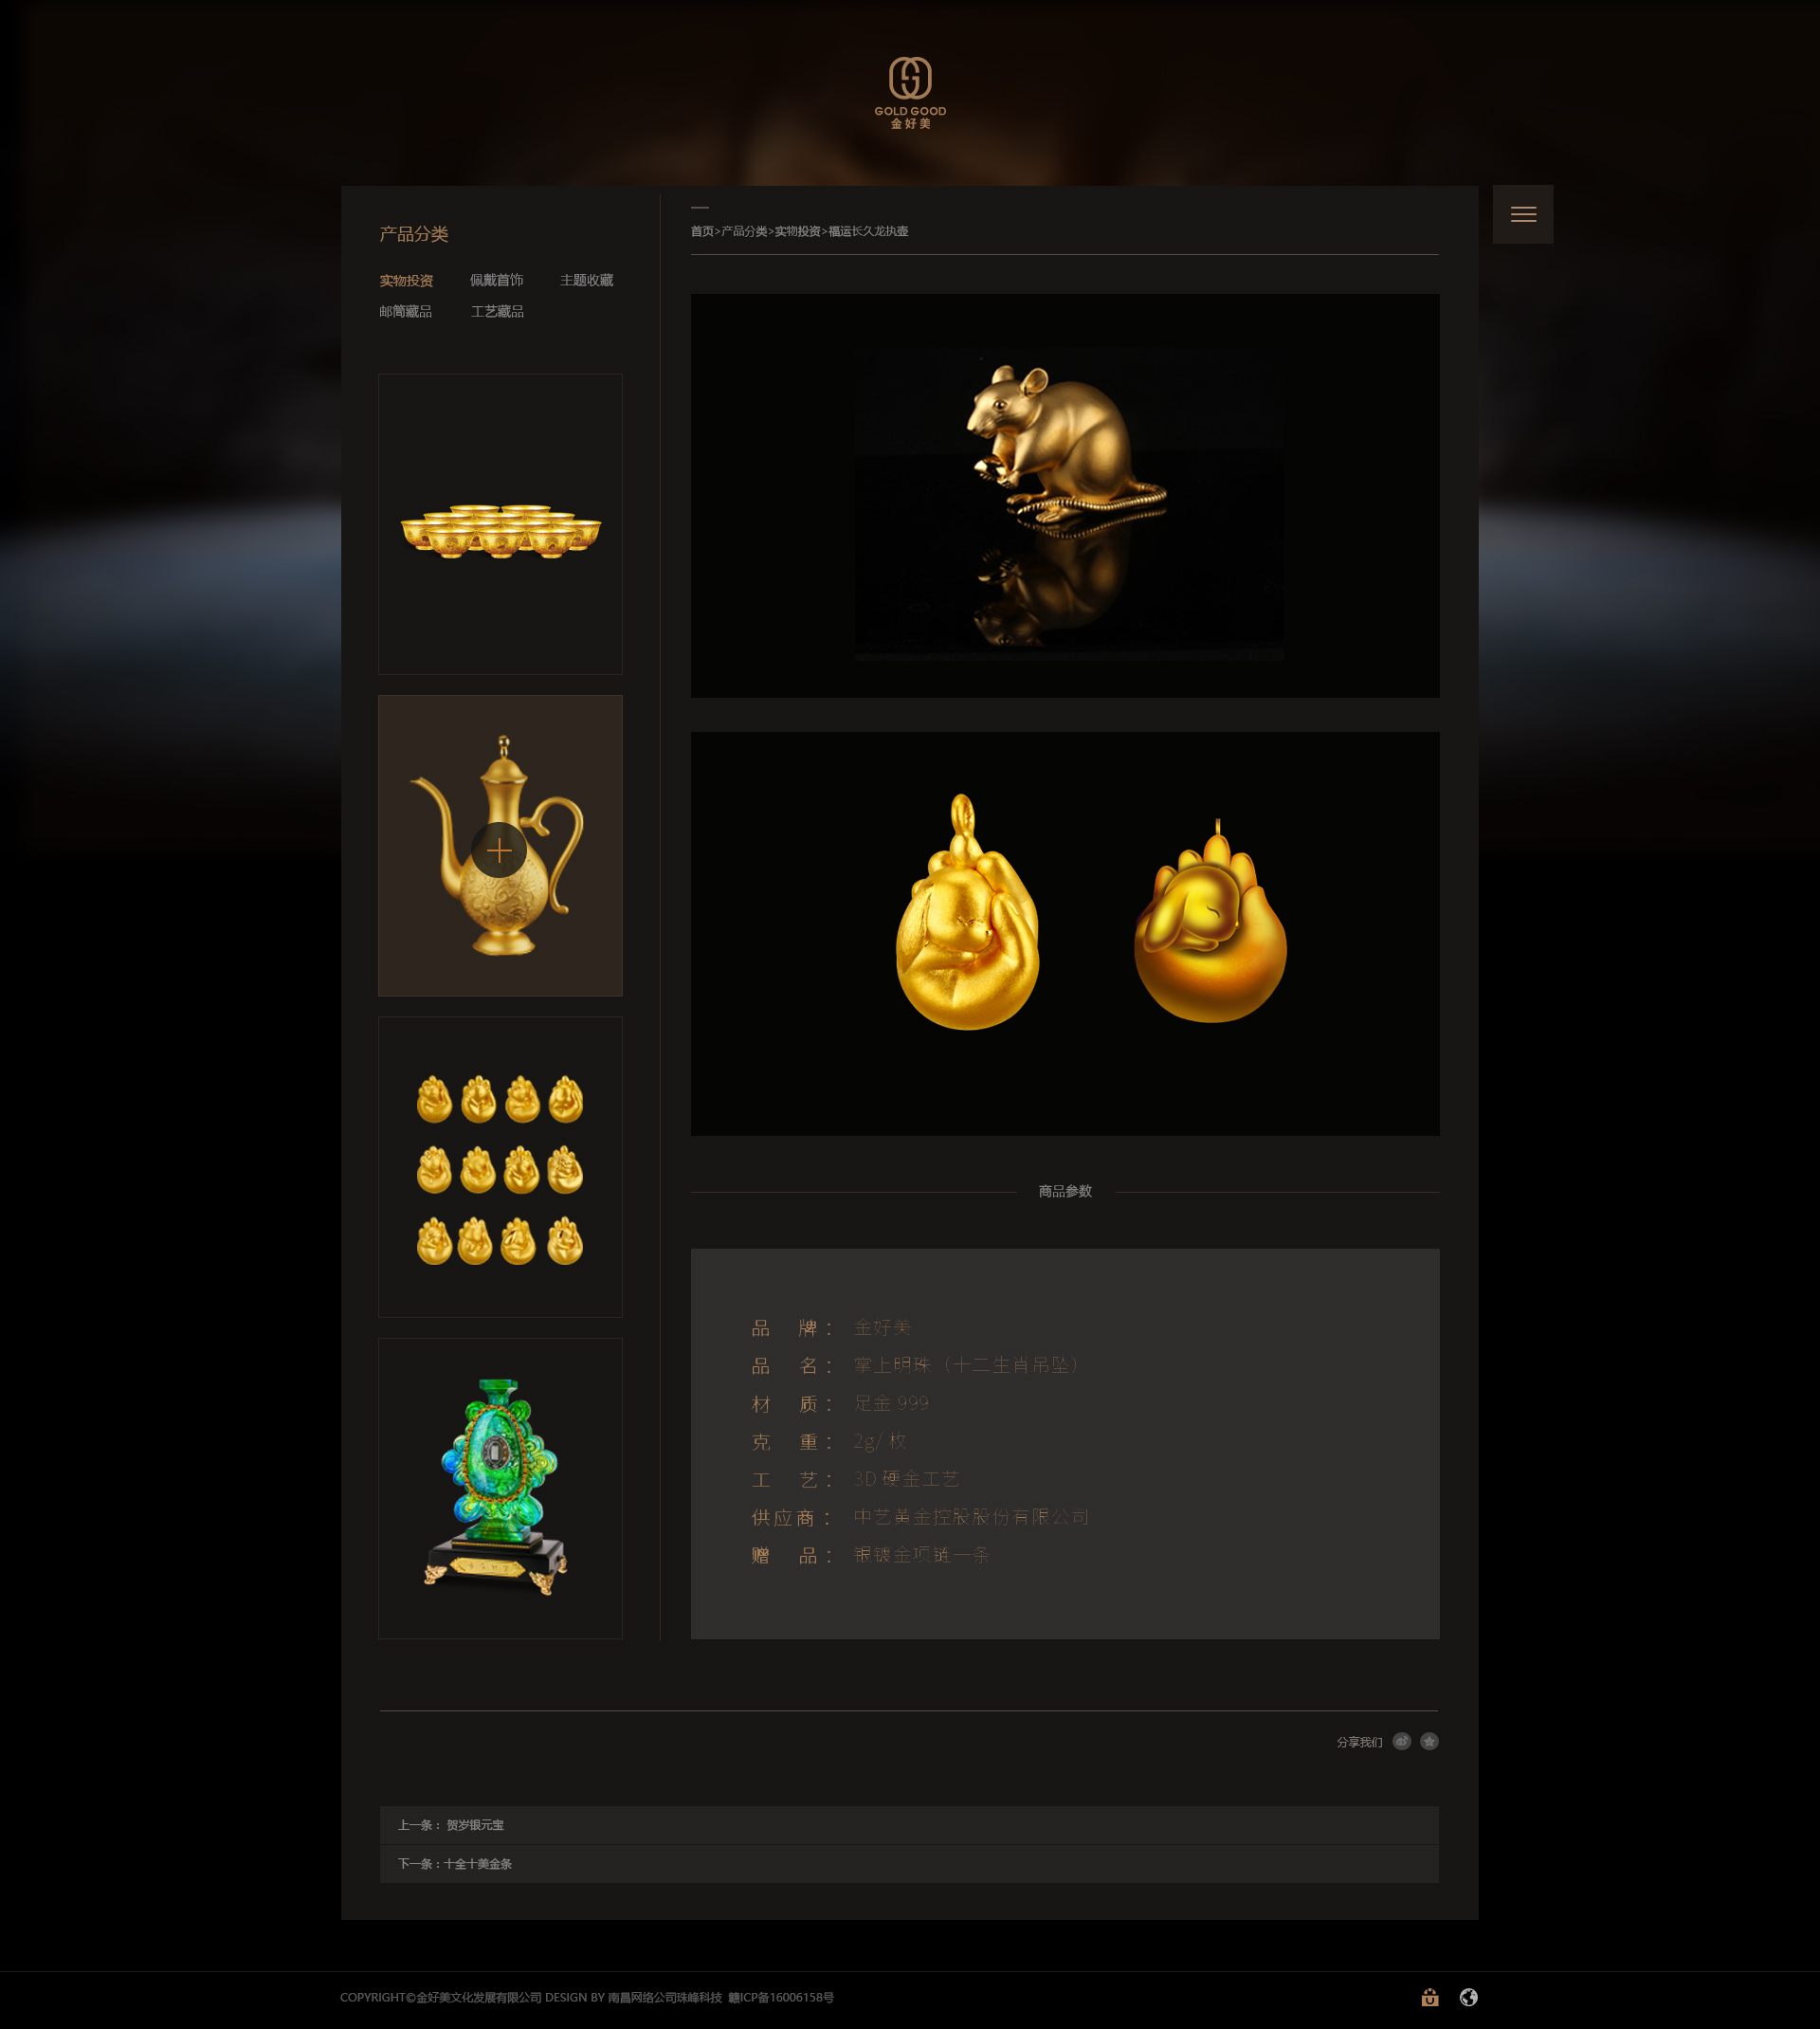 GOLD GOOD
金好美
产品分类
实物投资 佩戴首饰 主题收藏
邮筒藏品 工艺藏品
首页>产品分类>实物投资>福运长久龙执壶
商品参数
品 牌： 金好美
品 名： 掌上明珠（十二生肖吊坠）
材 质： 足金 999
克 重： 2g/ 枚
工 艺： 3D 硬金工艺
供应商： 中艺黄金控股股份有限公司
赠 品： 银镀金项链一条
分享我们
上一条： 贺岁银元宝
下一条：十全十美金条
COPYRIGHT©金好美文化发展有限公司 DESIGN BY 南昌网络公司珠峰科技 赣ICP备16006158号